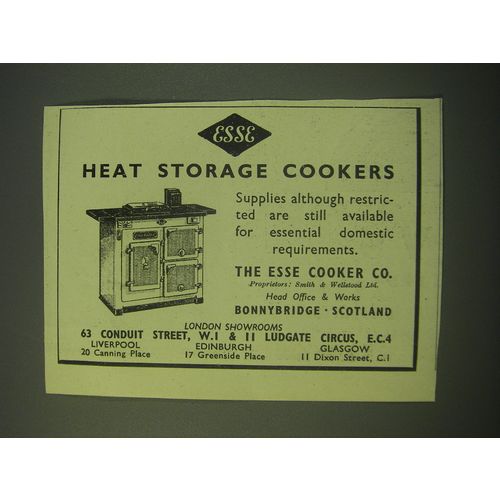 ESSE
HEAT STORAGE COOKERS
Supplies although restric-
ted are still available
for essential domestic
requirements.
THE ESSE COOKER CO.
Proprietors: Smith & Wellstood Ltd.
Head Office & Works
BONNYBRIDGE · SCOTLAND
LONDON SHOWROOMS
63 CONDUIT STREET, W.1 & 11 LUDGATE CIRCUS, E.C.4
LIVERPOOL EDINBURGH GLASGOW
20 Canning Place 17 Greenside Place 11 Dixon Street, C.1